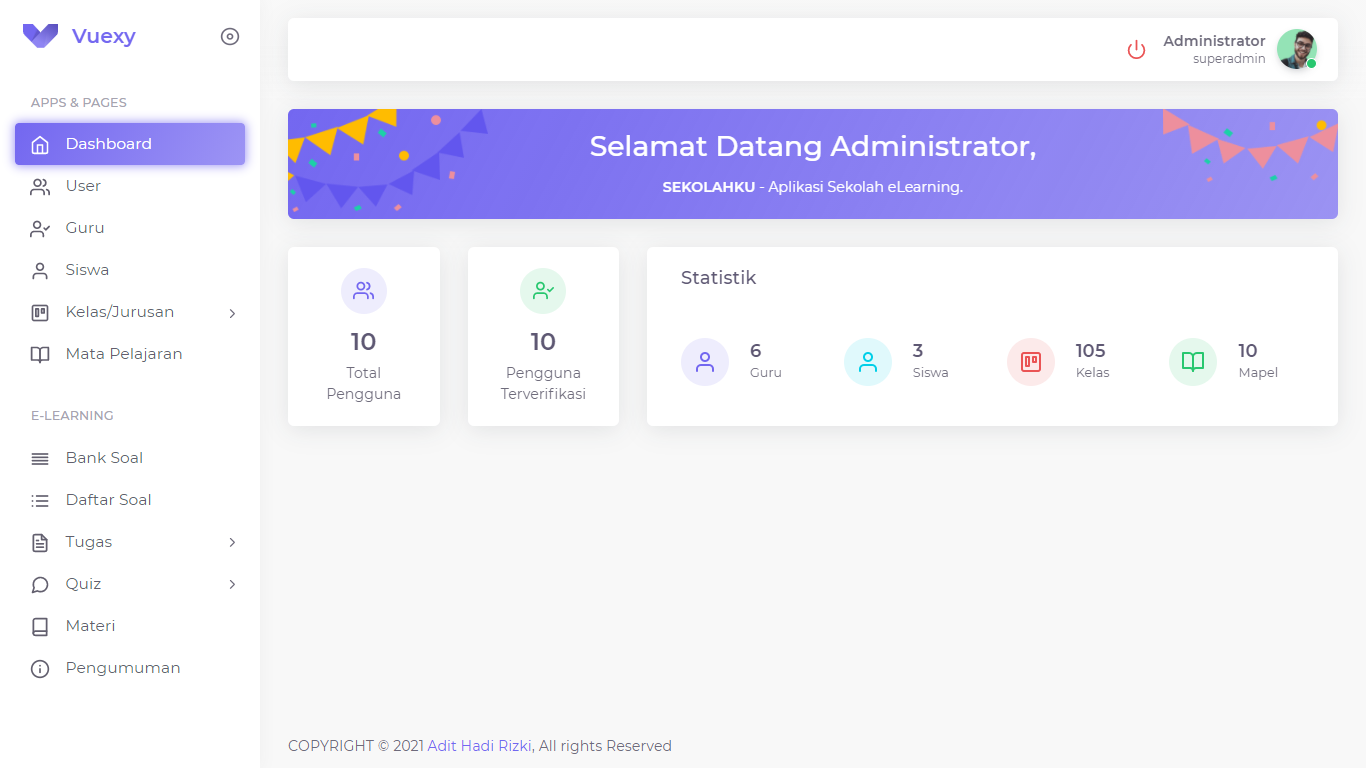 Vuexy
APPS & PAGES
Dashboard
User
Guru
Siswa
Kelas/Jurusan
Mata Pelajaran
E-LEARNING
Bank Soal
Daftar Soal
Tugas
Quiz
Materi
Pengumuman
Administrator
superadmin
Selamat Datang Administrator,
SEKOLAHKU - Aplikasi Sekolah eLearning.
10
Total
Pengguna
10
Pengguna
Terverifikasi
Statistik
6
Guru
3
Siswa
105
Kelas
10
Mapel
COPYRIGHT © 2021 Adit Hadi Rizki, All rights Reserved